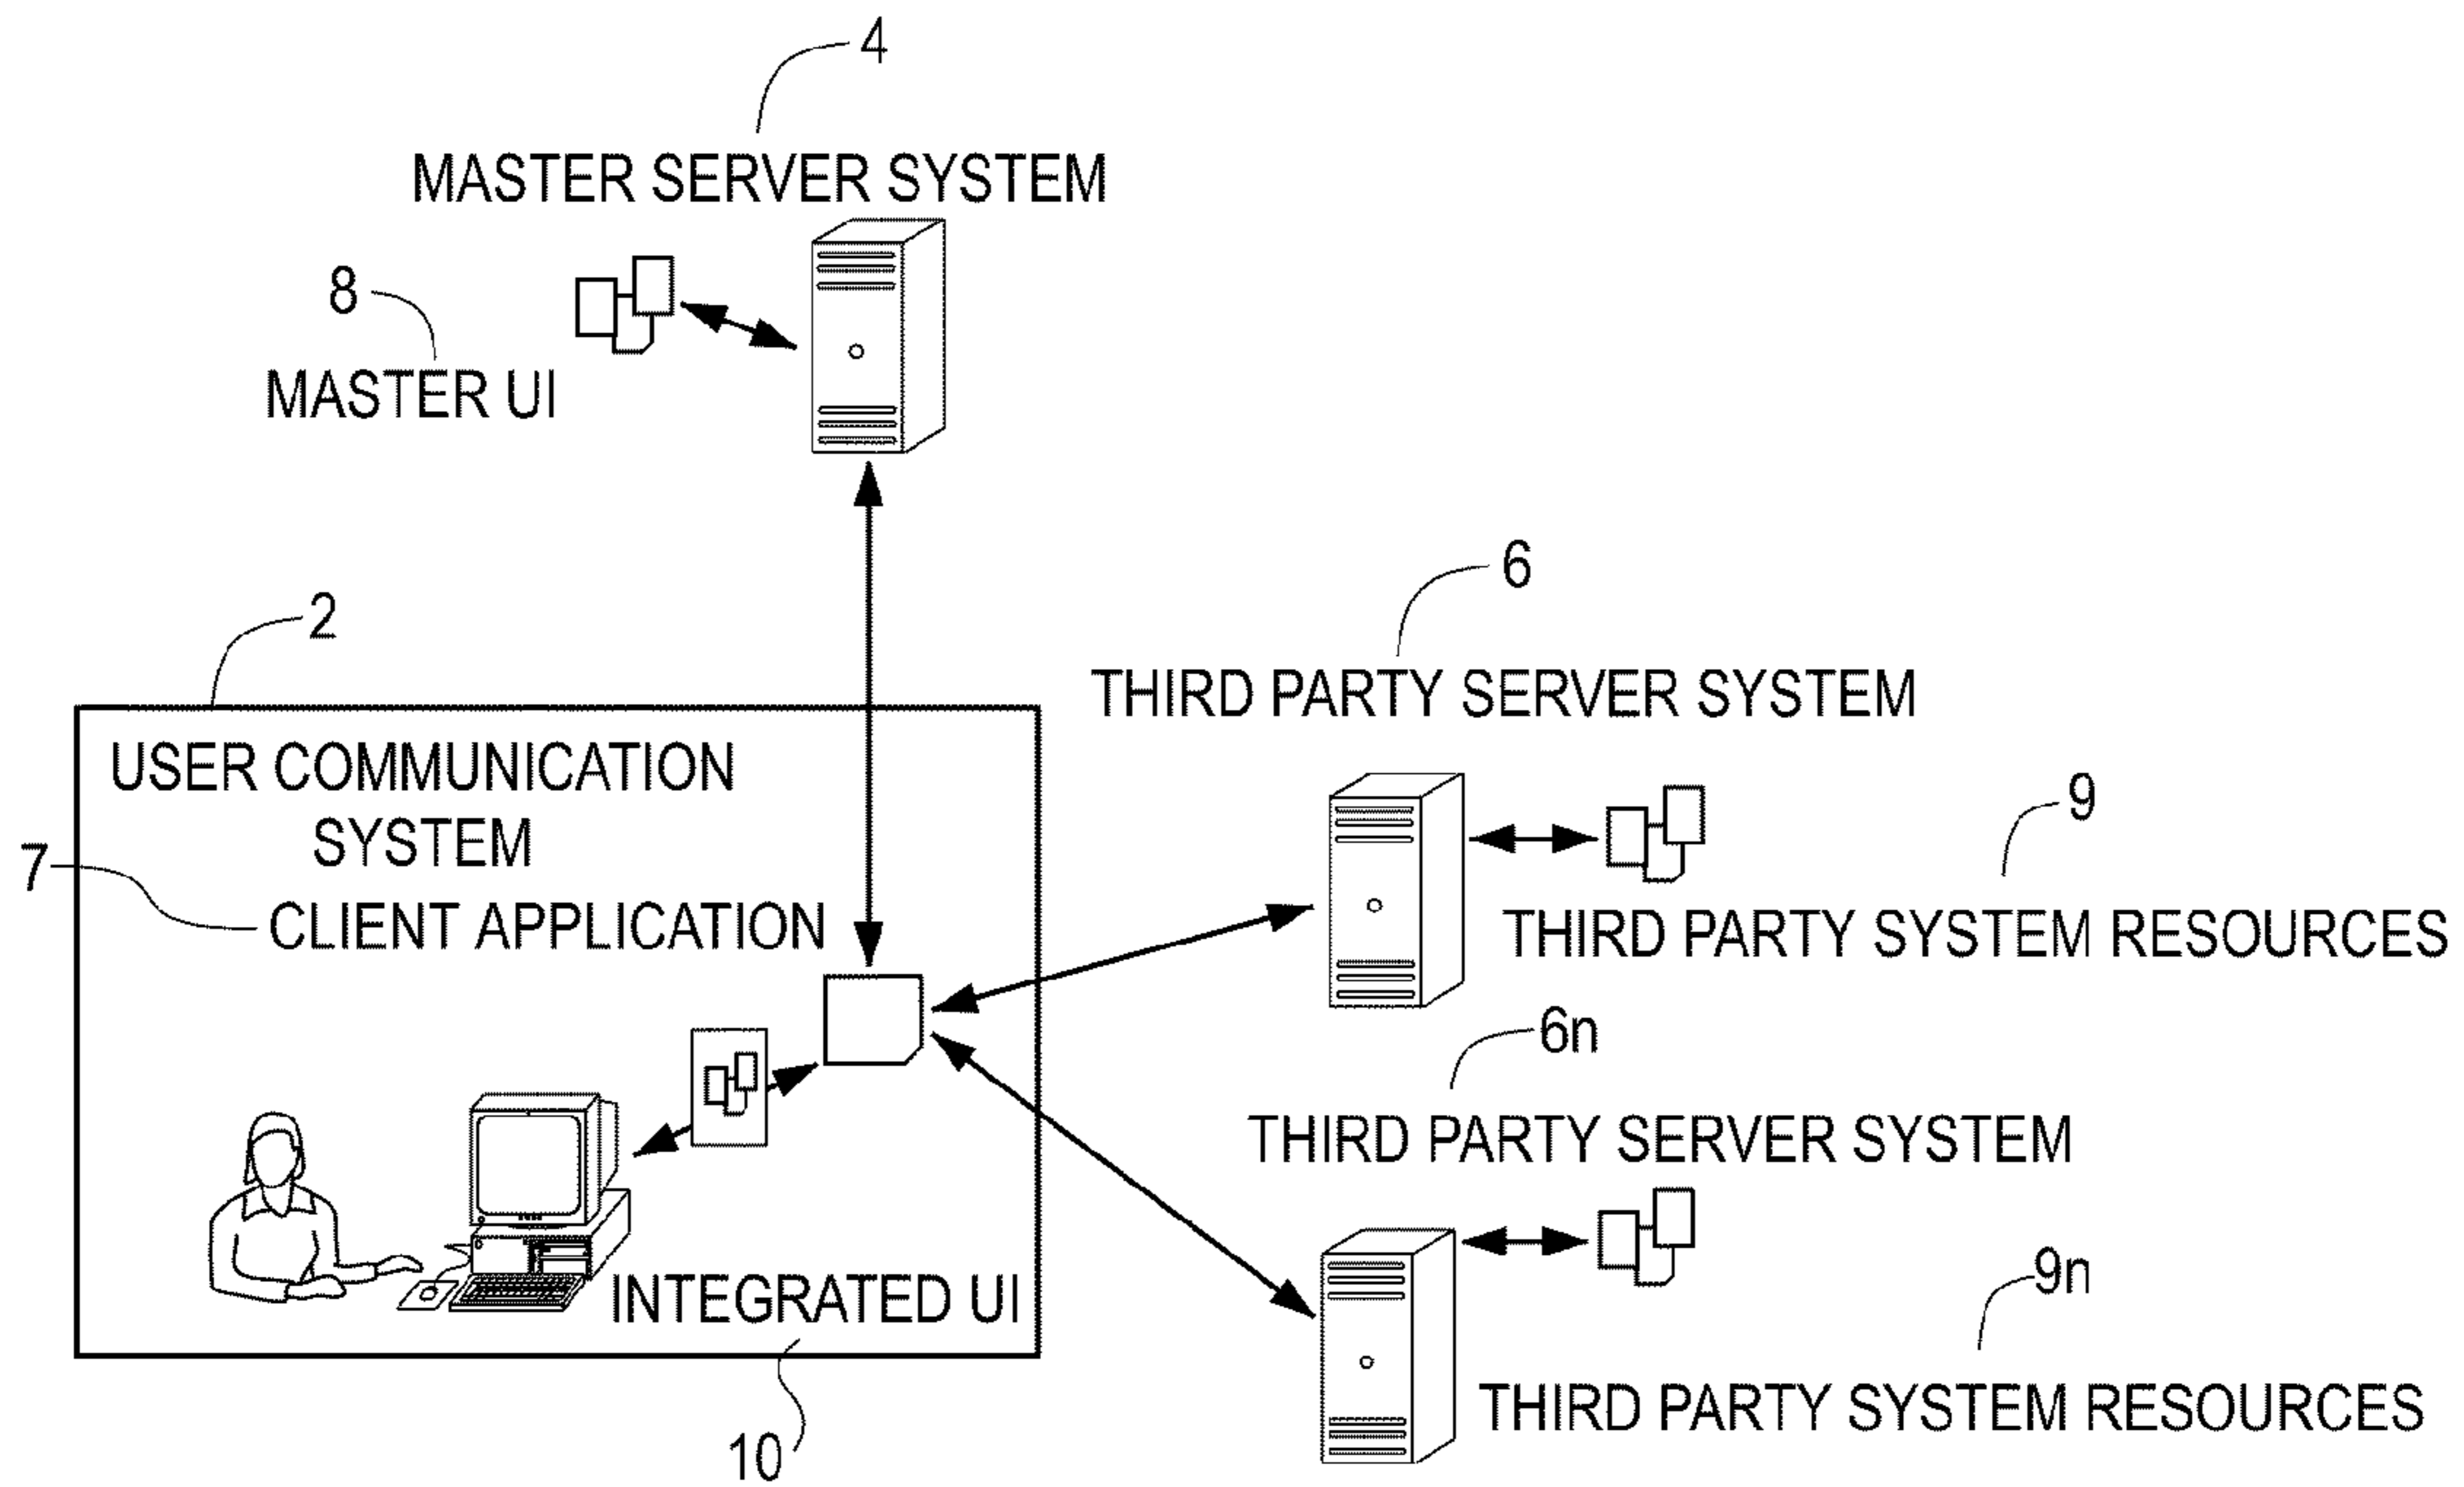 4
MASTER SERVER SYSTEM
8
MASTER UI
6
2
THIRD PARTY SERVER SYSTEM
USER COMMUNICATION
SYSTEM
9
7
CLIENT APPLICATION
THIRD PARTY SYSTEM RESOURCES
6n
THIRD PARTY SERVER SYSTEM
9n
INTEGRATED UI
THIRD PARTY SYSTEM RESOURCES
10